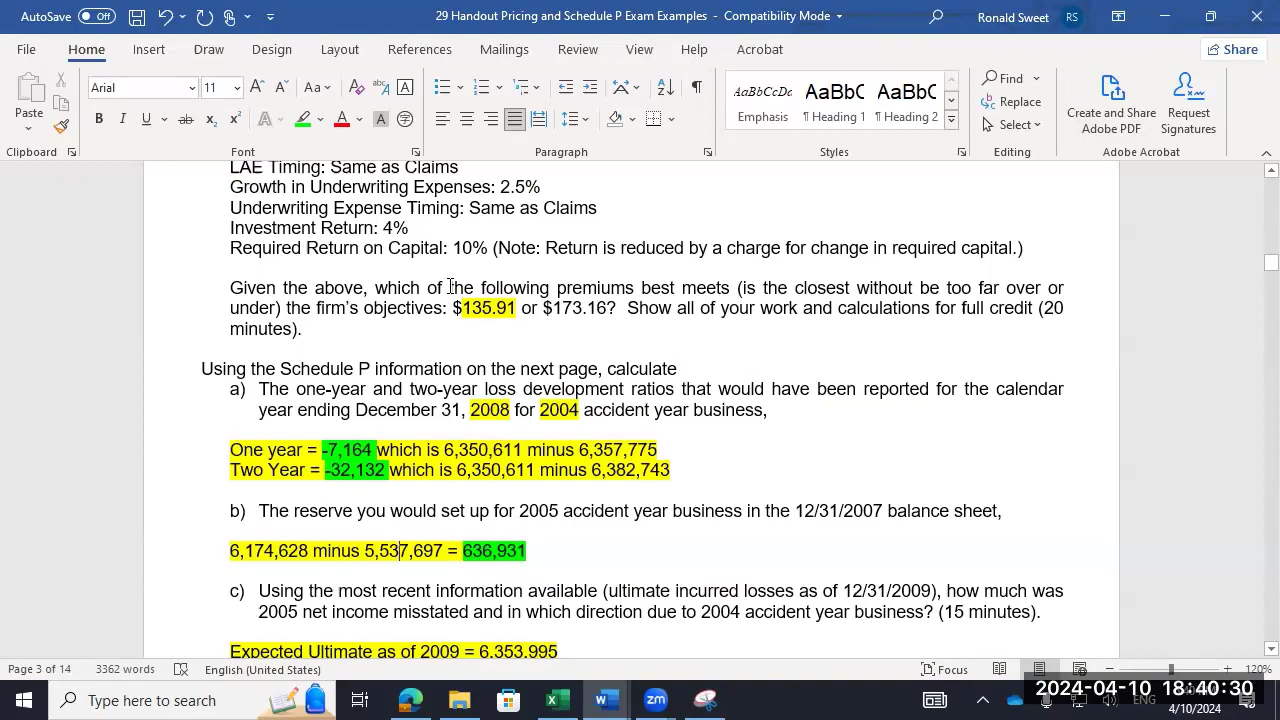 AutoSave Off 29 Handout Pricing and Schedule P Exam Examples - Compatibility Mode Ronald Sweet RS
File Home Insert Draw Design Layout References Mailings Review View Help Acrobat Share
Paste Arial 11 Aa abc A
AaBbCcDc AaBbC AaBbC
Emphasis ¶ Heading 1 ¶ Heading 2
Find
Replace
Select
Create and Share Adobe PDF
Request Signatures
B I U ab x₂ x² A A A
Clipboard Font Paragraph Styles Editing Adobe Acrobat
LAE Timing: Same as Claims
Growth in Underwriting Expenses: 2.5%
Underwriting Expense Timing: Same as Claims
Investment Return: 4%
Required Return on Capital: 10% (Note: Return is reduced by a charge for change in required capital.)
Given the above, which of the following premiums best meets (is the closest without be too far over or
under) the firm's objectives: $135.91 or $173.16? Show all of your work and calculations for full credit (20
minutes).
Using the Schedule P information on the next page, calculate
a) The one-year and two-year loss development ratios that would have been reported for the calendar
year ending December 31, 2008 for 2004 accident year business,
One year = -7,164 which is 6,350,611 minus 6,357,775
Two Year = -32,132 which is 6,350,611 minus 6,382,743
b) The reserve you would set up for 2005 accident year business in the 12/31/2007 balance sheet,
6,174,628 minus 5,537,697 = 636,931
c) Using the most recent information available (ultimate incurred losses as of 12/31/2009), how much was
2005 net income misstated and in which direction due to 2004 accident year business? (15 minutes).
Expected Ultimate as of 2009 = 6,353,995
Page 3 of 14 3362 words English (United States) Focus 120%
Type here to search ENG
2024-04-10 18:40:30
4/10/2024